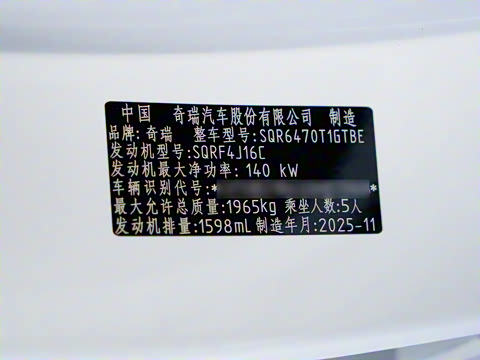 中国 奇瑞汽车股份有限公司 制造
品牌:奇瑞 整车型号:SQR6470T1GTBE
发动机型号:SQRF4J16C
发动机最大净功率: 140 kW
车辆识别代号:* *
最大允许总质量:1965kg 乘坐人数:5人
发动机排量:1598mL 制造年月:2025-11